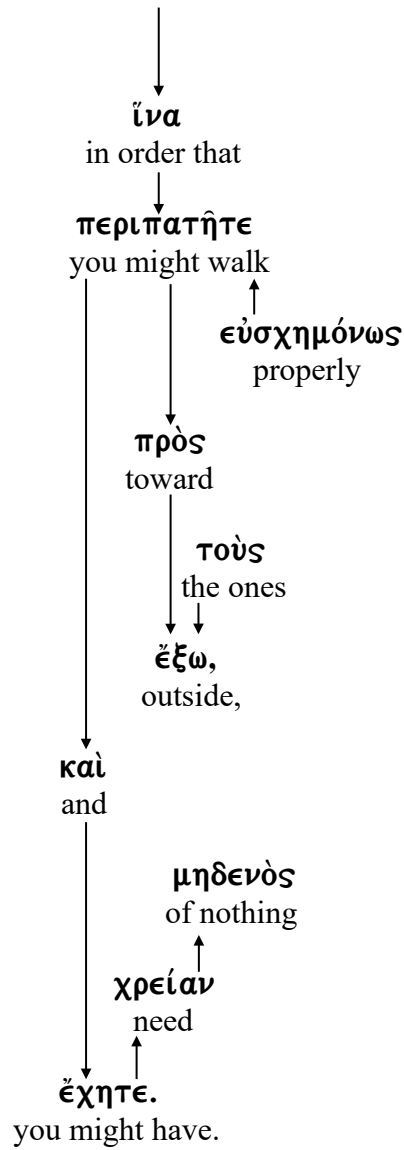 ἵνα
in order that
περιπατῆτε
you might walk
εὐσχημόνως
properly
πρὸς
toward
τοὺς
the ones
ἔξω,
outside,
καὶ
and
μηδενὸς
of nothing
χρείαν
need
ἔχητε.
you might have.